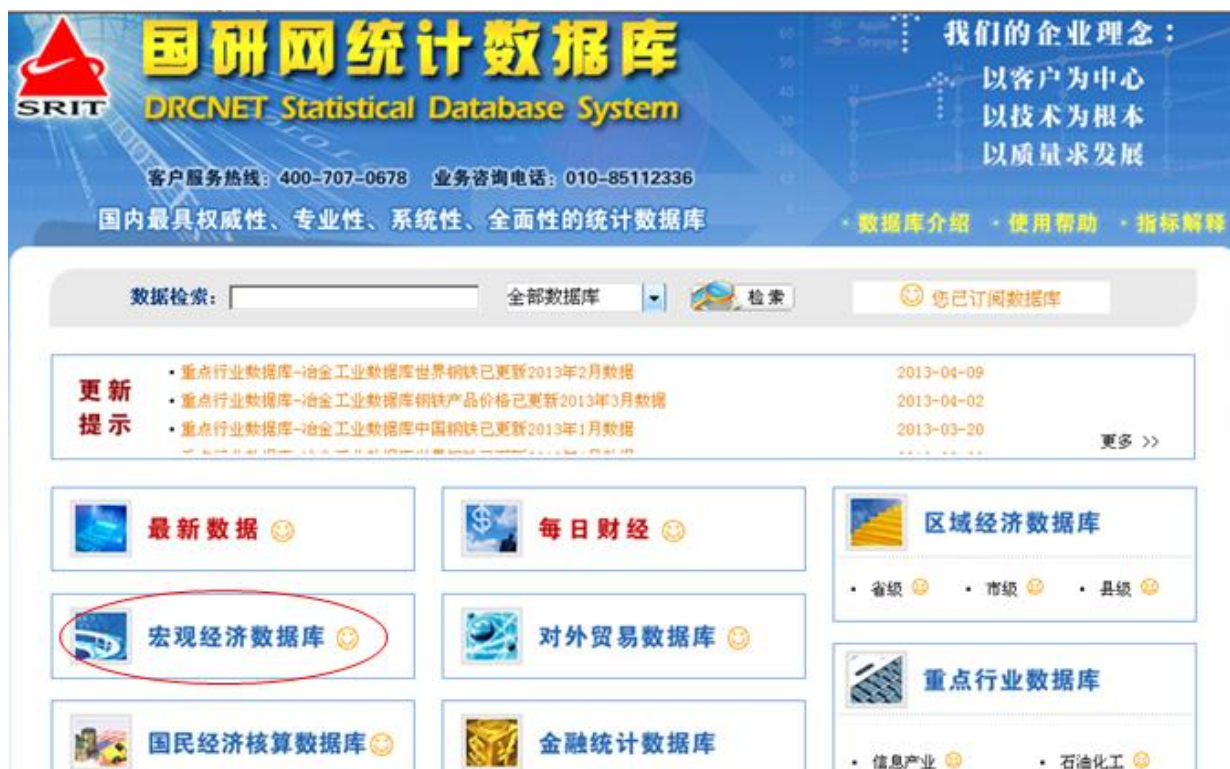 国研网统计数据库
我们的企业理念：
SRIT
DRCNET Statistical Database System
以客户为中心
以技术为根本
以质量求发展
客户服务热线：400-707-0678 业务咨询电话：010-85112336
国内最具权威性、专业性、系统性、全面性的统计数据库
·数据库介绍 ·使用帮助 ·指标解释
数据检索： 全部数据库 检索 您已订阅数据库
更新
提示
• 重点行业数据库-冶金工业数据库世界钢铁已更新2013年2月数据 2013-04-09
• 重点行业数据库-冶金工业数据库钢铁产品价格已更新2013年3月数据 2013-04-02
• 重点行业数据库-冶金工业数据库中国钢铁已更新2013年1月数据 2013-03-20
更多 >>
最新数据 每日财经 区域经济数据库
• 省级 • 市级 • 县级
宏观经济数据库 对外贸易数据库
重点行业数据库
国民经济核算数据库 金融统计数据库
• 信息产业 • 石油化工